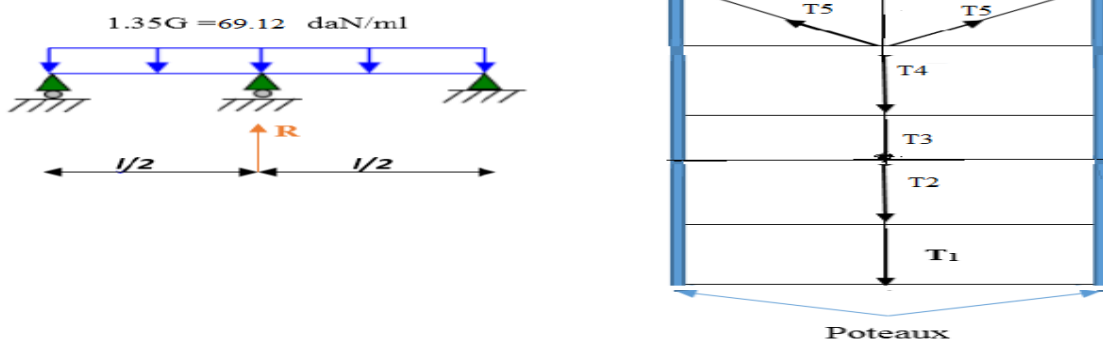 1.35G =69.12 daN/ml
R
l/2 l/2
T5 T5
T4
T3
T2
T1
Poteaux